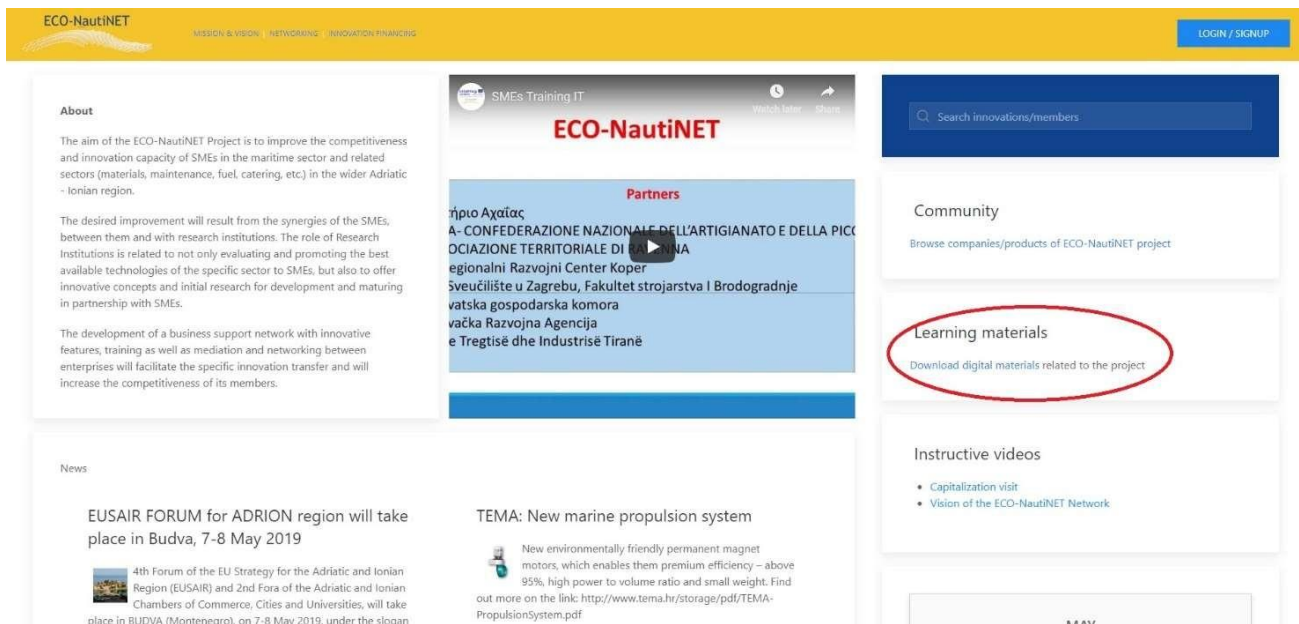 ECO-NautiNET
MISSION & VISION | NETWORKING | INNOVATION FINANCING
LOGIN / SIGNUP
About
The aim of the ECO-NautiNET Project is to improve the competitiveness
and innovation capacity of SMEs in the maritime sector and related
sectors (materials, maintenance, fuel, catering, etc.) in the wider Adriatic
- Ionian region.
The desired improvement will result from the synergies of the SMEs,
between them and with research institutions. The role of Research
Institutions is related to not only evaluating and promoting the best
available technologies of the specific sector to SMEs, but also to offer
innovative concepts and initial research for development and maturing
in partnership with SMEs.
The development of a business support network with innovative
features, training as well as mediation and networking between
enterprises will facilitate the specific innovation transfer and will
increase the competitiveness of its members.
SMEs Training IT
Watch later
Share
ECO-NautiNET
Partners
τήριο Αχαΐας
A- CONFEDERAZIONE NAZIONALE DELL'ARTIGIANATO E DELLA PICC
OCIAZIONE TERRITORIALE DI RAVENNA
egionalni Razvojni Center Koper
Sveučilište u Zagrebu, Fakultet strojarstva I Brodogradnje
vatska gospodarska komora
vačka Razvojna Agencija
e Tregtisë dhe Industrisë Tiranë
Search innovations/members
Community
Browse companies/products of ECO-NautiNET project
Learning materials
Download digital materials related to the project
Instructive videos
• Capitalization visit
• Vision of the ECO-NautiNET Network
MAY
News
EUSAIR FORUM for ADRION region will take
place in Budva, 7-8 May 2019
4th Forum of the EU Strategy for the Adriatic and Ionian
Region (EUSAIR) and 2nd Fora of the Adriatic and Ionian
Chambers of Commerce, Cities and Universities, will take
place in BUDVA (Montenegro), on 7-8 May 2019, under the slogan
TEMA: New marine propulsion system
New environmentally friendly permanent magnet
motors, which enables them premium efficiency – above
95%, high power to volume ratio and small weight. Find
out more on the link: http://www.tema.hr/storage/pdf/TEMA-
PropulsionSystem.pdf